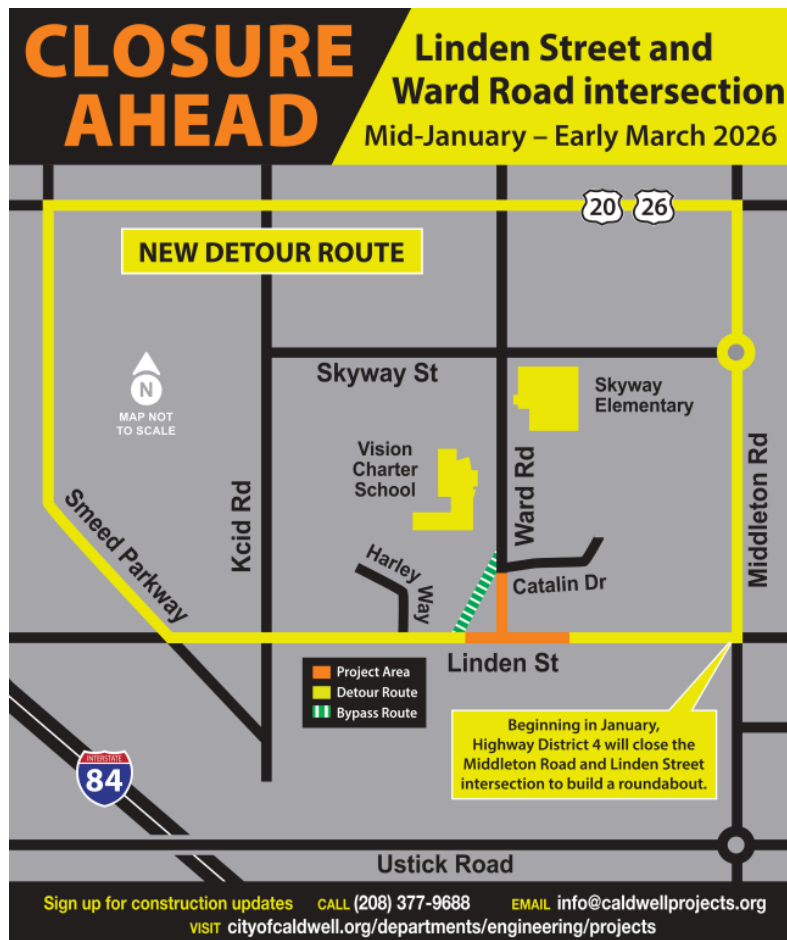 CLOSURE
AHEAD
Linden Street and
Ward Road intersection
Mid-January – Early March 2026
20 26
NEW DETOUR ROUTE
N
MAP NOT
TO SCALE
Skyway St
Skyway
Elementary
Vision
Charter
School
Kcid Rd
Ward Rd
Middleton Rd
Smeed Parkway
Harley
Way
Catalin Dr
Linden St
Project Area
Detour Route
Bypass Route
Beginning in January,
Highway District 4 will close the
Middleton Road and Linden Street
intersection to build a roundabout.
INTERSTATE
84
Ustick Road
Sign up for construction updates CALL (208) 377-9688 EMAIL info@caldwellprojects.org
VISIT cityofcaldwell.org/departments/engineering/projects